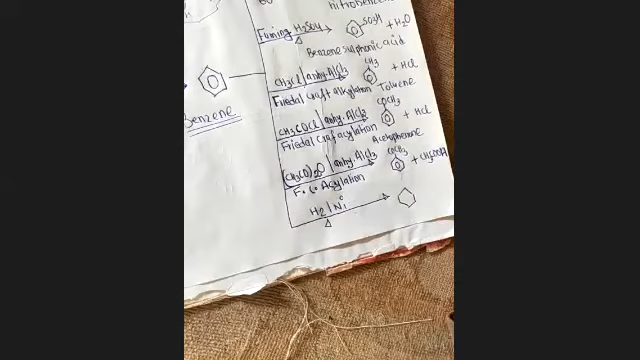 nitrobenzene
Fuming H2SO4 Δ SO3H + H2O
Benzene sulphonic acid
CH3Cl | anhy. AlCl3 CH3 + HCl
Friedal Craft alkylation Toluene
Benzene
CH3COCl | anhy. AlCl3 COCH3 + HCl
Friedal Craf acylation Acetophenone
(CH3CO)2O | anhy. AlCl3 COCH3 + CH3COOH
F. C. Acylation
H2 | Ni Δ